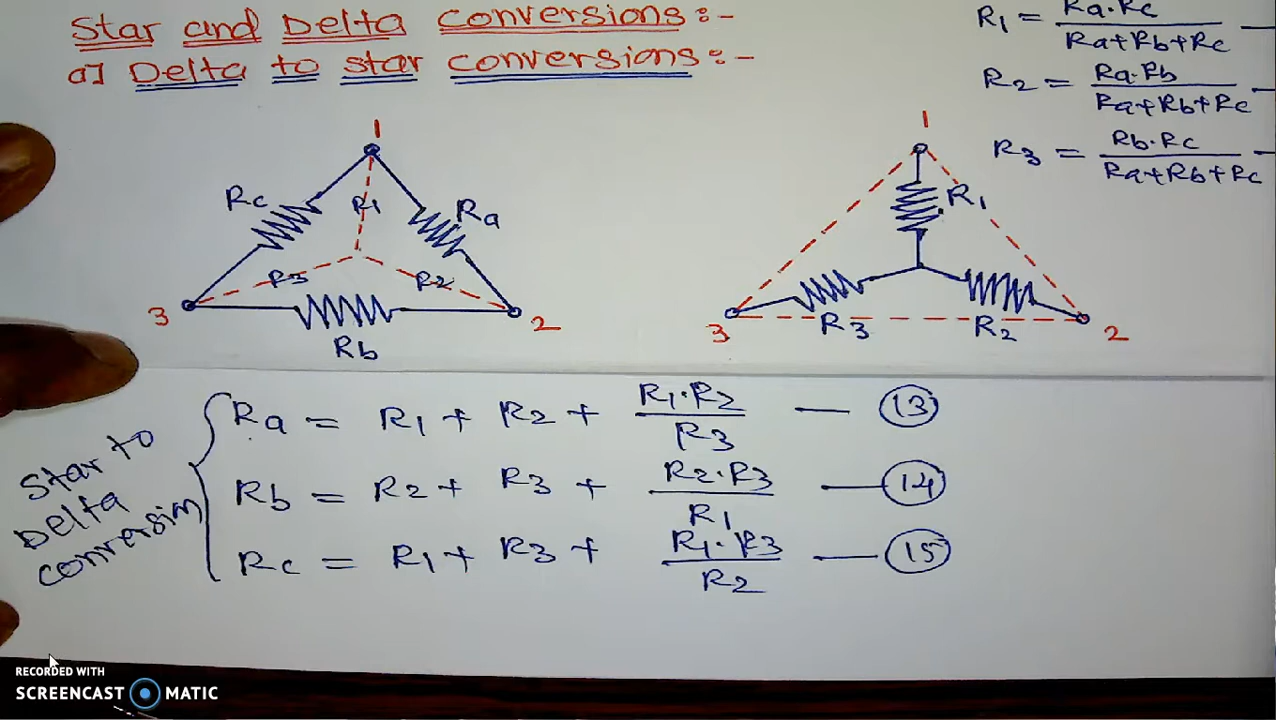 Star and Delta conversions:-
a] Delta to star conversions:-
R1 = Ra.Rc / Ra+Rb+Rc —
R2 = Ra.Rb / Ra+Rb+Rc —
R3 = Rb.Rc / Ra+Rb+Rc —
1
Rc
R1
Ra
R3
R2
3
2
Rb
1
R1
3
R3
R2
2
Star to
Delta
conversion
Ra = R1 + R2 + R1.R2 / R3 — 13
Rb = R2 + R3 + R2.R3 / R1 — 14
Rc = R1 + R3 + R1.R3 / R2 — 15
RECORDED WITH
SCREENCAST MATIC